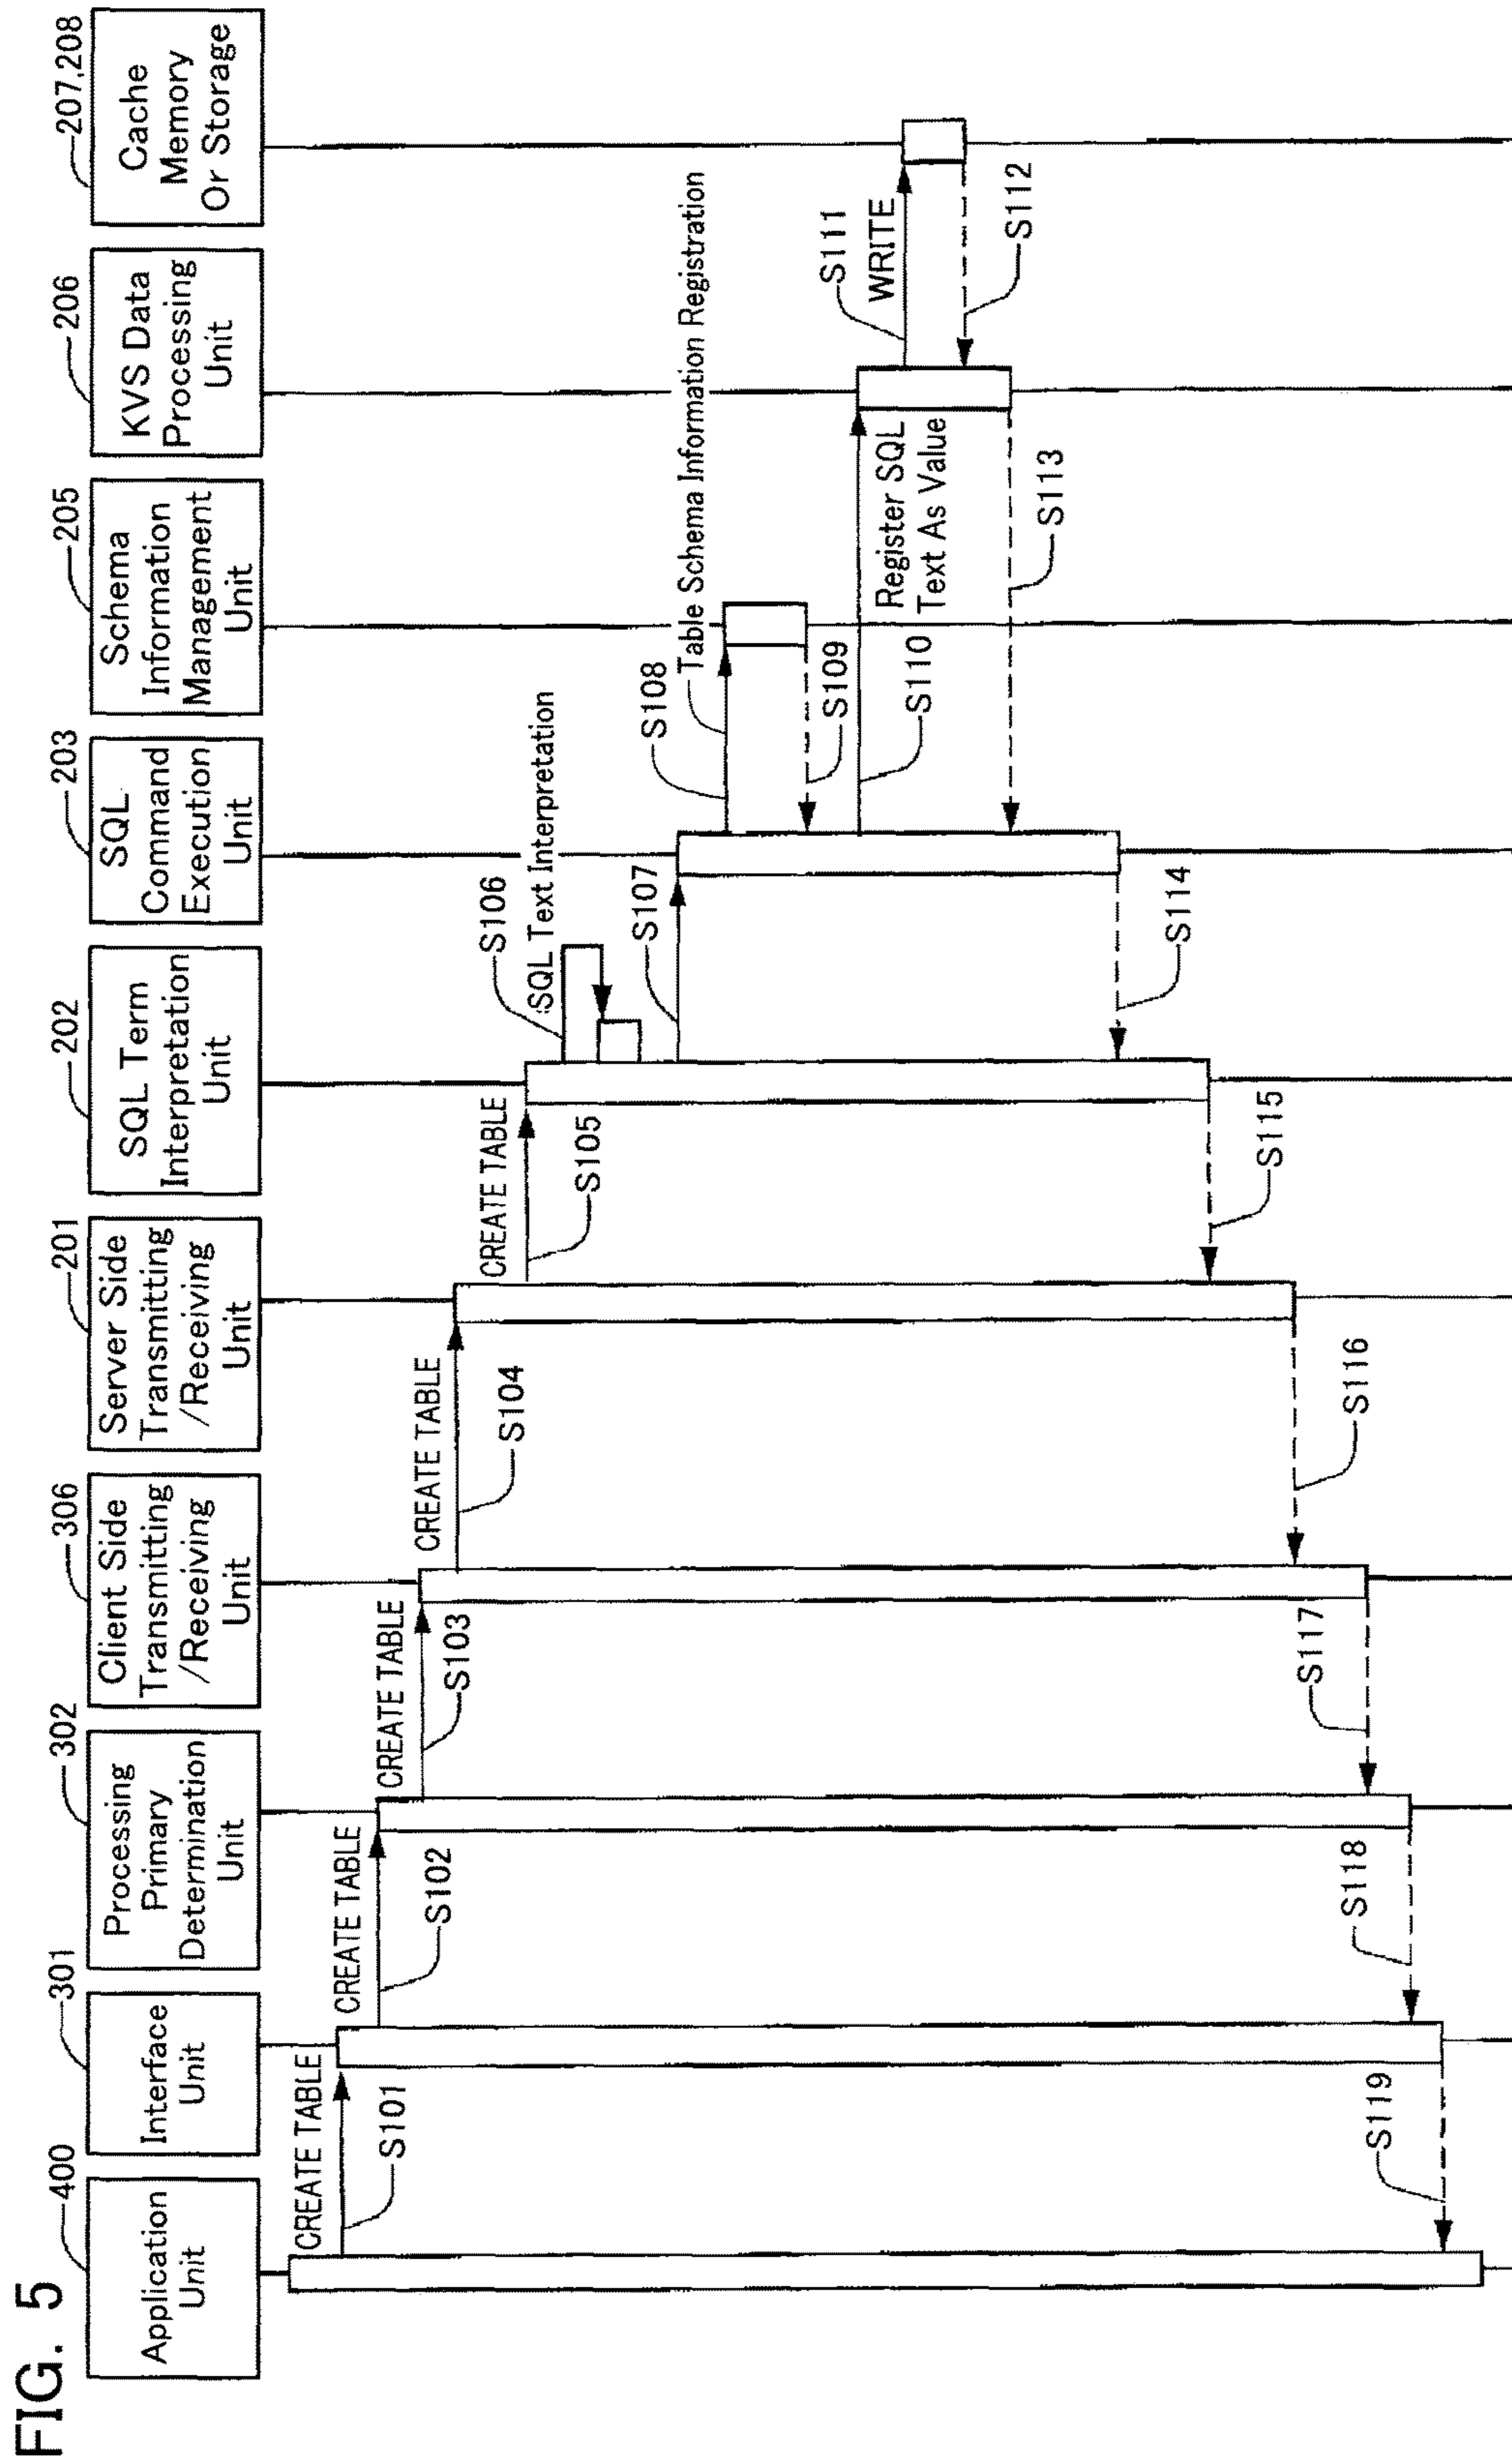 FIG. 5
400
Application
Unit
301
Interface
Unit
302
Processing
Primary
Determination
Unit
306
Client Side
Transmitting
/Receiving
Unit
201
Server Side
Transmitting
/Receiving
Unit
202
SQL Term
Interpretation
Unit
203
SQL
Command
Execution
Unit
205
Schema
Information
Management
Unit
206
KVS Data
Processing
Unit
207,208
Cache
Memory
Or Storage
CREATE TABLE
S101
CREATE TABLE
S102
CREATE TABLE
S103
CREATE TABLE
S104
CREATE TABLE
S105
S106
SQL Text Interpretation
S107
S108
Table Schema Information Registration
S109
S110
Register SQL
Text As Value
S111
WRITE
S112
S113
S114
S115
S116
S117
S118
S119